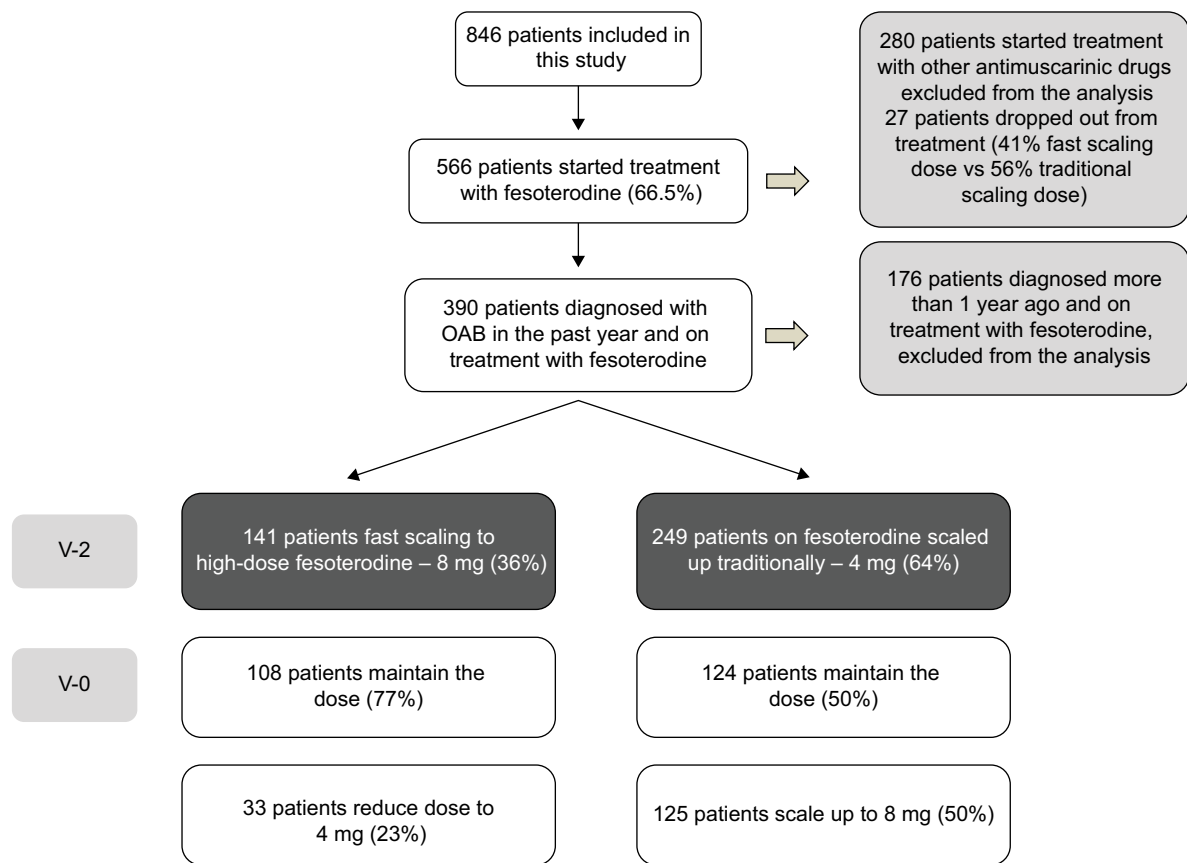 846 patients included in
this study
280 patients started treatment
with other antimuscarinic drugs
excluded from the analysis
27 patients dropped out from
treatment (41% fast scaling
dose vs 56% traditional
scaling dose)
566 patients started treatment
with fesoterodine (66.5%)
390 patients diagnosed with
OAB in the past year and on
treatment with fesoterodine
176 patients diagnosed more
than 1 year ago and on
treatment with fesoterodine,
excluded from the analysis
V-2
141 patients fast scaling to
high-dose fesoterodine – 8 mg (36%)
249 patients on fesoterodine scaled
up traditionally – 4 mg (64%)
V-0
108 patients maintain the
dose (77%)
124 patients maintain the
dose (50%)
33 patients reduce dose to
4 mg (23%)
125 patients scale up to 8 mg (50%)